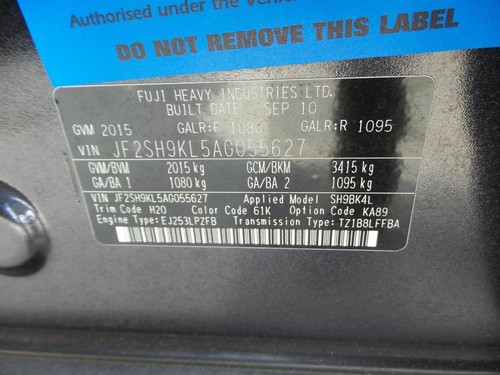 Authorised under the Vehicle
DO NOT REMOVE THIS LABEL
FUJI HEAVY INDUSTRIES LTD.
BUILT DATE SEP 10
GVM 2015 GALR:F 1080 GALR:R 1095
VIN JF2SH9KL5AG055627
GVM/BVM 2015 kg GCM/BKM 3415 kg
GA/BA 1 1080 kg GA/BA 2 1095 kg
VIN JF2SH9KL5AG055627 Applied Model SH9BK4L
Trim Code H20 Color Code 61K Option Code KA89
Engine Type: EJ253LPZFB Transmission Type: TZ1B8LFFBA